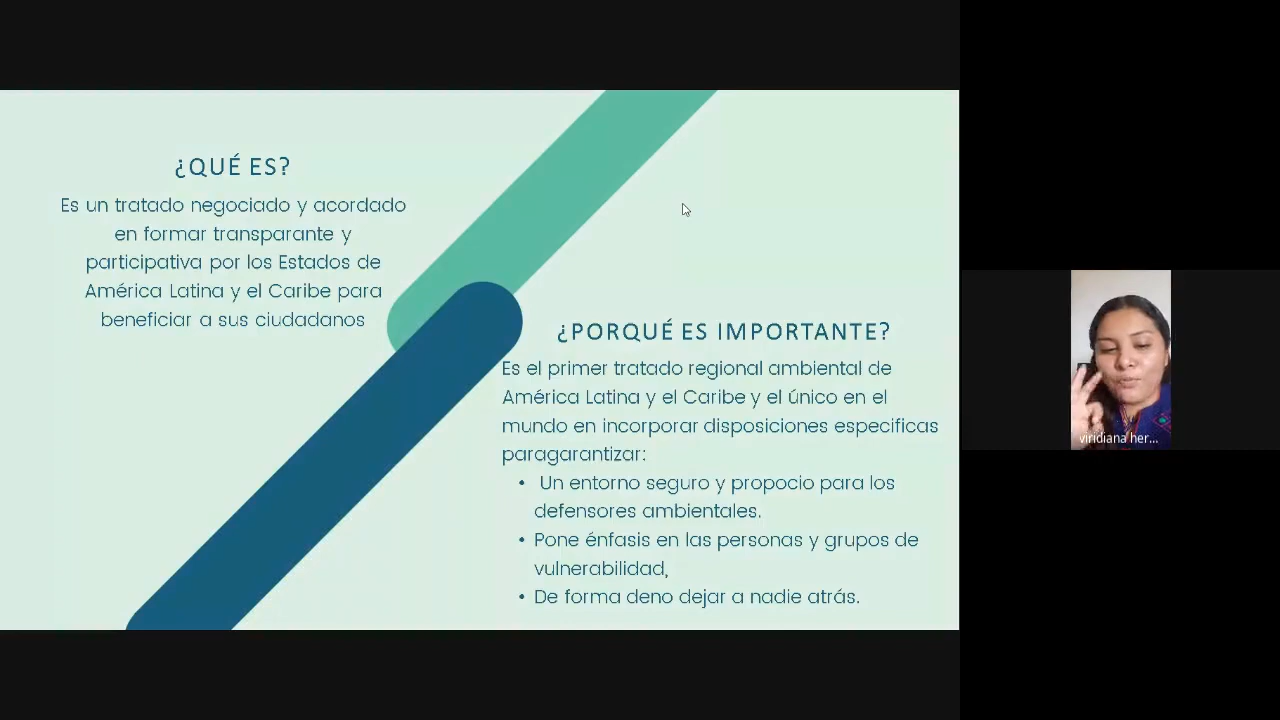 ¿QUÉ ES?
Es un tratado negociado y acordado
en formar transparante y
participativa por los Estados de
América Latina y el Caribe para
beneficiar a sus ciudadanos
¿PORQUÉ ES IMPORTANTE?
Es el primer tratado regional ambiental de
América Latina y el Caribe y el único en el
mundo en incorporar disposiciones especificas
paragarantizar:
• Un entorno seguro y propocio para los
defensores ambientales.
• Pone énfasis en las personas y grupos de
vulnerabilidad,
• De forma deno dejar a nadie atrás.
viridiana her...